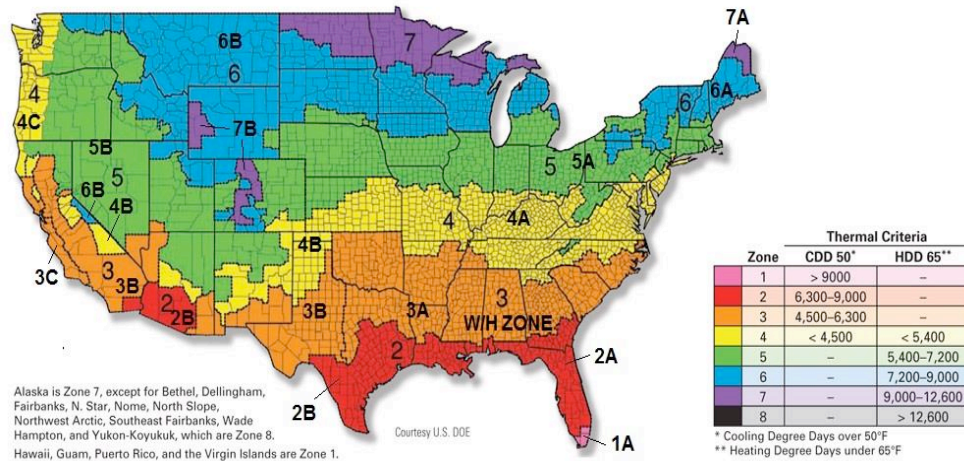 7A
6B
7
6
4
6
6A
4C
7B
5B
5
5
5A
6B
4
4A
4B
4B
3C
3
3B
3B
3A
3
W/H ZONE
2
2B
2
2A
2B
1A
Thermal Criteria
Zone CDD 50* HDD 65**
1 > 9000 –
2 6,300–9,000 –
3 4,500–6,300 –
4 < 4,500 < 5,400
5 – 5,400–7,200
6 – 7,200–9,000
7 – 9,000–12,600
8 – > 12,600
* Cooling Degree Days over 50°F
** Heating Degree Days under 65°F
Alaska is Zone 7, except for Bethel, Dellingham,
Fairbanks, N. Star, Nome, North Slope,
Northwest Arctic, Southeast Fairbanks, Wade
Hampton, and Yukon-Koyukuk, which are Zone 8.
Hawaii, Guam, Puerto Rico, and the Virgin Islands are Zone 1.
Courtesy U.S. DOE